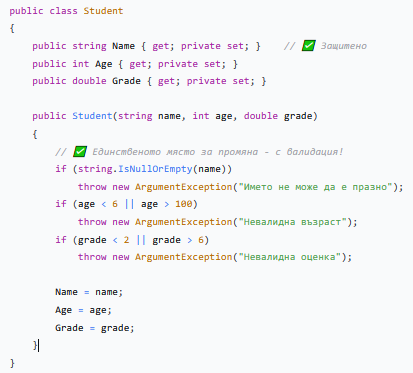 public class Student
{
    public string Name { get; private set; }    // ✅ Защитено
    public int Age { get; private set; }
    public double Grade { get; private set; }

    public Student(string name, int age, double grade)
    {
        // ✅ Единственото място за промяна - с валидация!
        if (string.IsNullOrEmpty(name))
            throw new ArgumentException("Името не може да е празно");
        if (age < 6 || age > 100)
            throw new ArgumentException("Невалидна възраст");
        if (grade < 2 || grade > 6)
            throw new ArgumentException("Невалидна оценка");

        Name = name;
        Age = age;
        Grade = grade;
    }
}